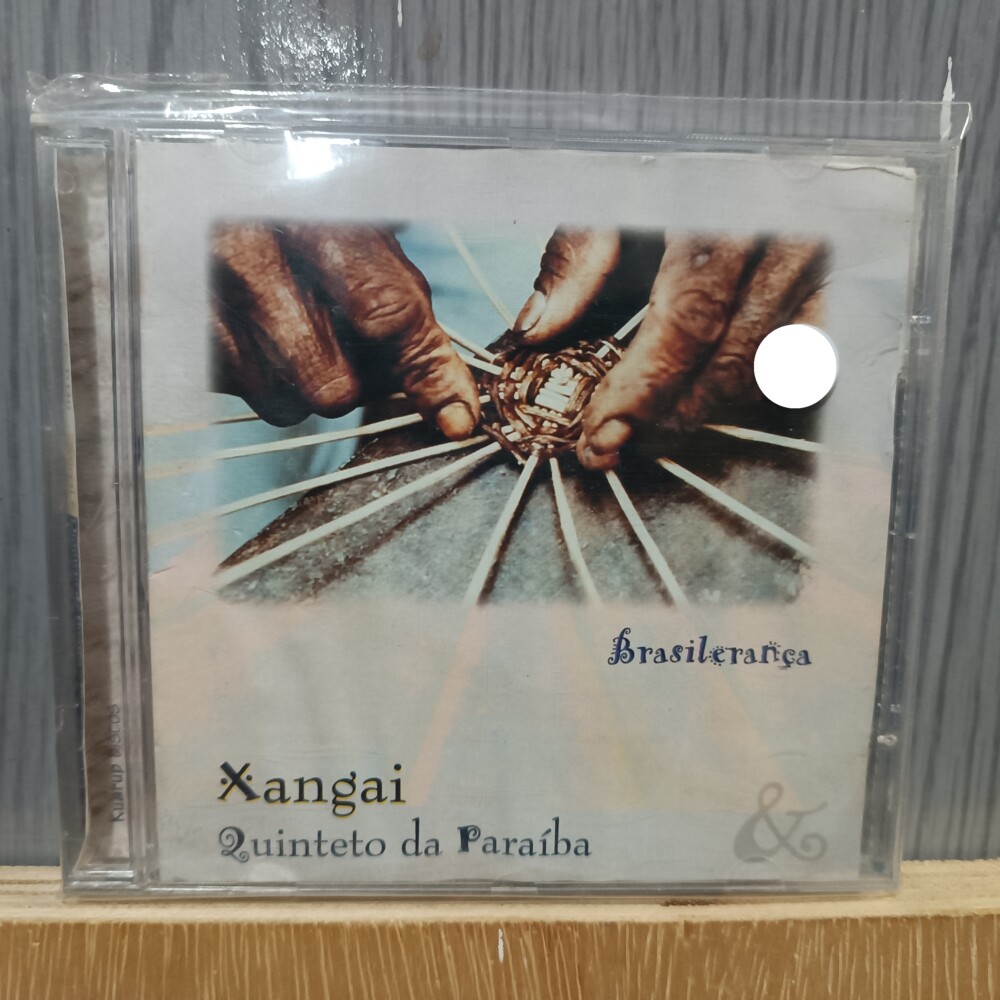 Brasilerança
Xangai
&
Quinteto da Paraíba
Kuarup Discos